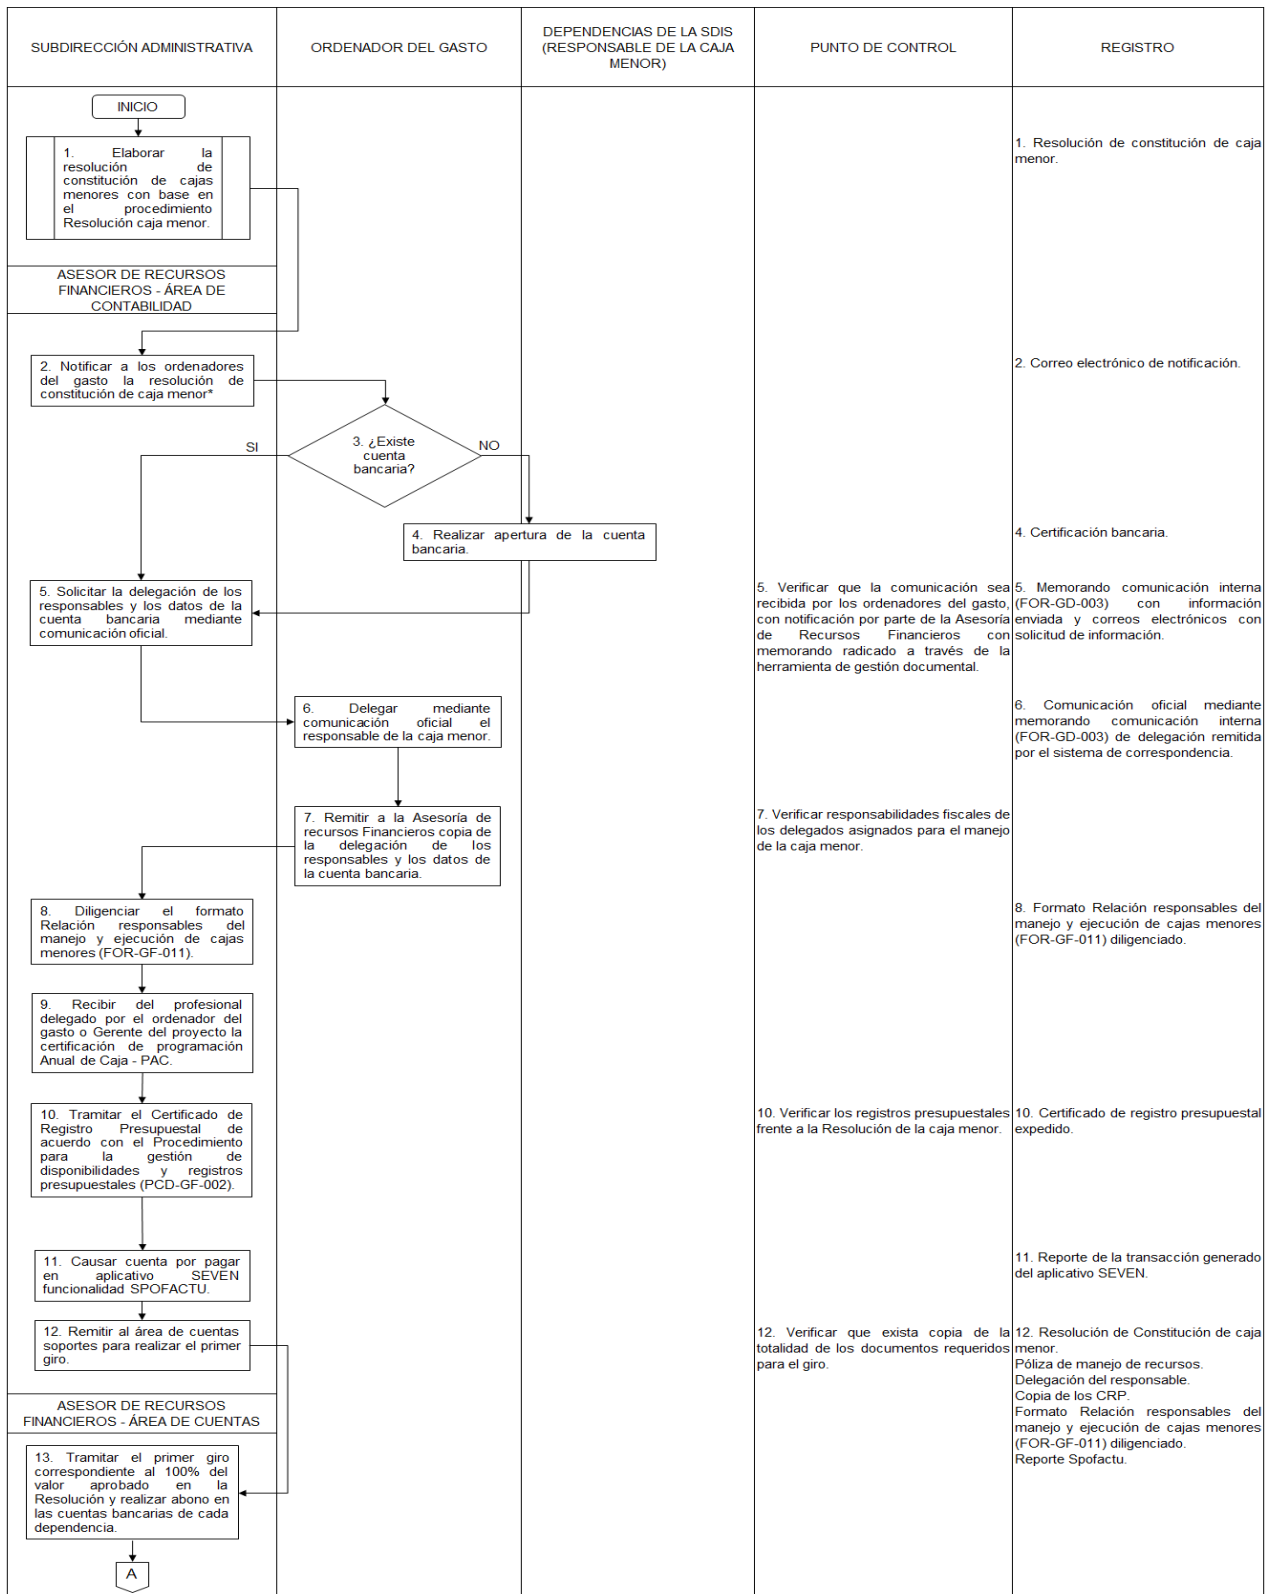 SUBDIRECCIÓN ADMINISTRATIVA
ORDENADOR DEL GASTO
DEPENDENCIAS DE LA SDIS
(RESPONSABLE DE LA CAJA
MENOR)
PUNTO DE CONTROL
REGISTRO
INICIO
1. Elaborar la
resolución de
constitución de cajas
menores con base en
el procedimiento
Resolución caja menor.
1. Resolución de constitución de caja
menor.
ASESOR DE RECURSOS
FINANCIEROS - ÁREA DE
CONTABILIDAD
2. Notificar a los ordenadores
del gasto la resolución de
constitución de caja menor*
2. Correo electrónico de notificación.
3. ¿Existe
cuenta
bancaria?
SI
NO
4. Realizar apertura de la cuenta
bancaria.
4. Certificación bancaria.
5. Solicitar la delegación de los
responsables y los datos de la
cuenta bancaria mediante
comunicación oficial.
5. Verificar que la comunicación sea
recibida por los ordenadores del gasto,
con notificación por parte de la Asesoría
de Recursos Financieros con
memorando radicado a través de la
herramienta de gestión documental.
5. Memorando comunicación interna
(FOR-GD-003) con información
enviada y correos electrónicos con
solicitud de información.
6. Delegar mediante
comunicación oficial el
responsable de la caja menor.
6. Comunicación oficial mediante
memorando comunicación interna
(FOR-GD-003) de delegación remitida
por el sistema de correspondencia.
7. Remitir a la Asesoría de
recursos Financieros copia de
la delegación de los
responsables y los datos de
la cuenta bancaria.
7. Verificar responsabilidades fiscales de
los delegados asignados para el manejo
de la caja menor.
8. Diligenciar el formato
Relación responsables del
manejo y ejecución de cajas
menores (FOR-GF-011).
8. Formato Relación responsables del
manejo y ejecución de cajas menores
(FOR-GF-011) diligenciado.
9. Recibir del profesional
delegado por el ordenador del
gasto o Gerente del proyecto la
certificación de programación
Anual de Caja - PAC.
10. Tramitar el Certificado de
Registro Presupuestal de
acuerdo con el Procedimiento
para la gestión de
disponibilidades y registros
presupuestales (PCD-GF-002).
10. Verificar los registros presupuestales
frente a la Resolución de la caja menor.
10. Certificado de registro presupuestal
expedido.
11. Causar cuenta por pagar
en aplicativo SEVEN
funcionalidad SPOFACTU.
11. Reporte de la transacción generado
del aplicativo SEVEN.
12. Remitir al área de cuentas
soportes para realizar el primer
giro.
12. Verificar que exista copia de la
totalidad de los documentos requeridos
para el giro.
12. Resolución de Constitución de caja
menor.
Póliza de manejo de recursos.
Delegación del responsable.
Copia de los CRP.
Formato Relación responsables del
manejo y ejecución de cajas menores
(FOR-GF-011) diligenciado.
Reporte Spofactu.
ASESOR DE RECURSOS
FINANCIEROS - ÁREA DE CUENTAS
13. Tramitar el primer giro
correspondiente al 100% del
valor aprobado en la
Resolución y realizar abono en
las cuentas bancarias de cada
dependencia.
A